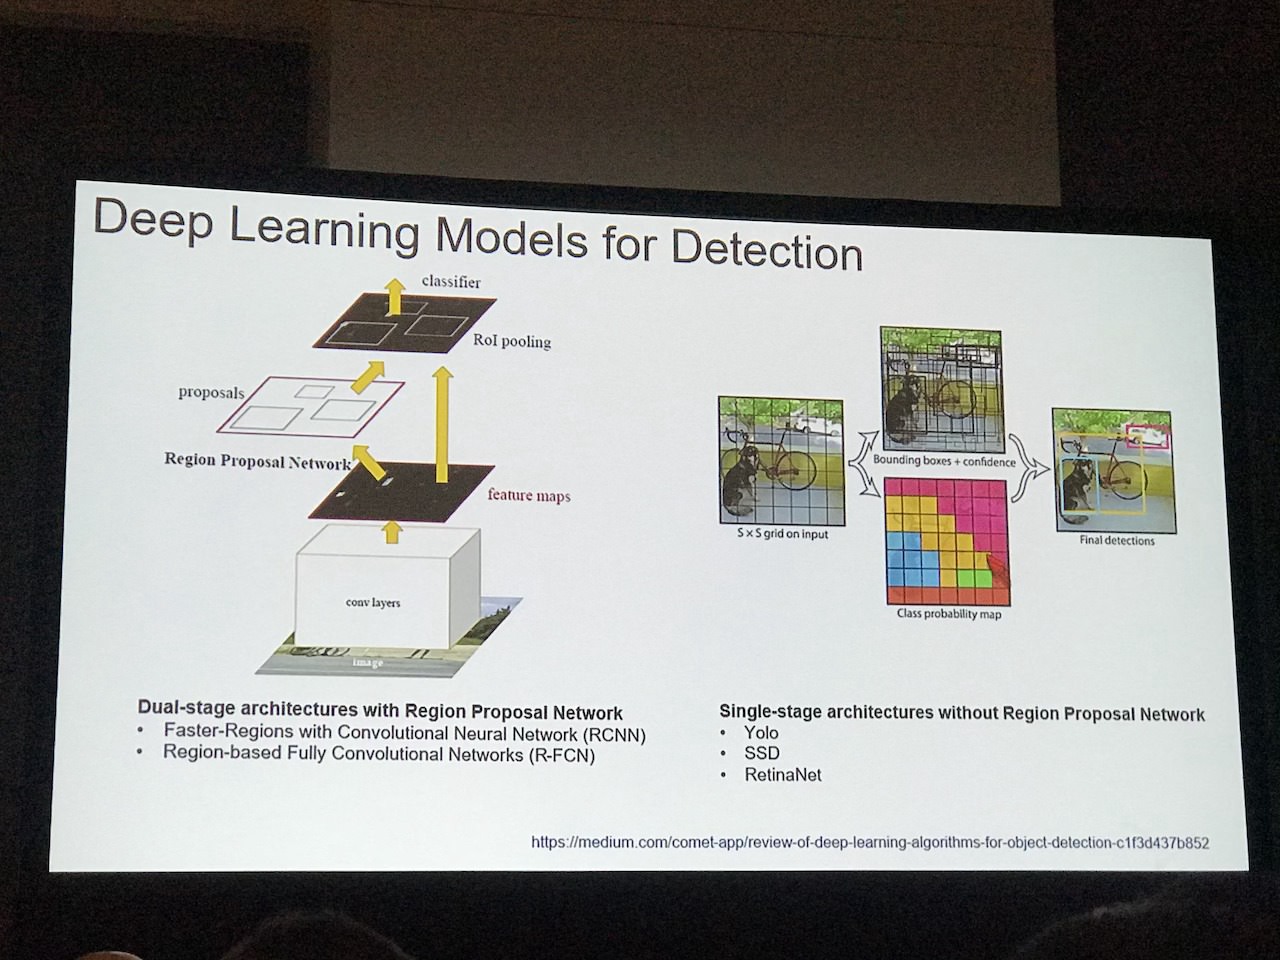 Deep Learning Models for Detection
classifier
RoI pooling
proposals
Region Proposal Network
feature maps
conv layers
image
Dual-stage architectures with Region Proposal Network
• Faster-Regions with Convolutional Neural Network (RCNN)
• Region-based Fully Convolutional Networks (R-FCN)
S × S grid on input
Bounding boxes + confidence
Class probability map
Final detections
Single-stage architectures without Region Proposal Network
• Yolo
• SSD
• RetinaNet
https://medium.com/comet-app/review-of-deep-learning-algorithms-for-object-detection-c1f3d437b852